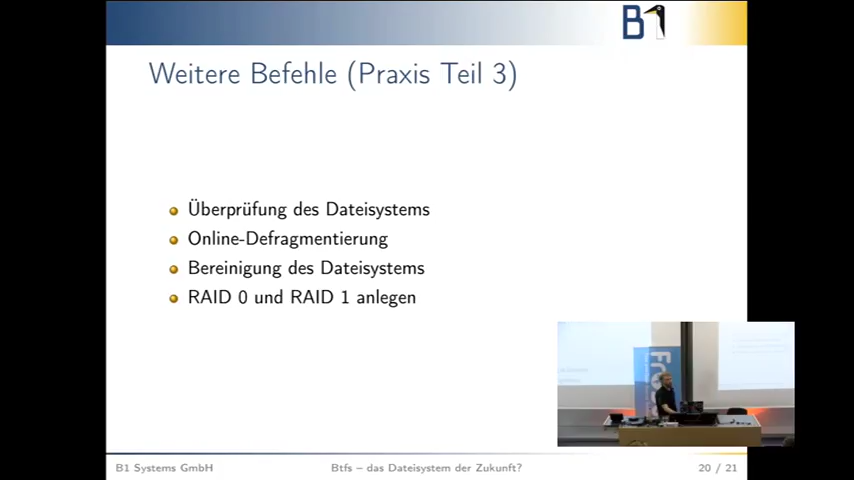 B1
Weitere Befehle (Praxis Teil 3)
Überprüfung des Dateisystems
Online-Defragmentierung
Bereinigung des Dateisystems
RAID 0 und RAID 1 anlegen
B1 Systems GmbH
Btfs – das Dateisystem der Zukunft?
20 / 21